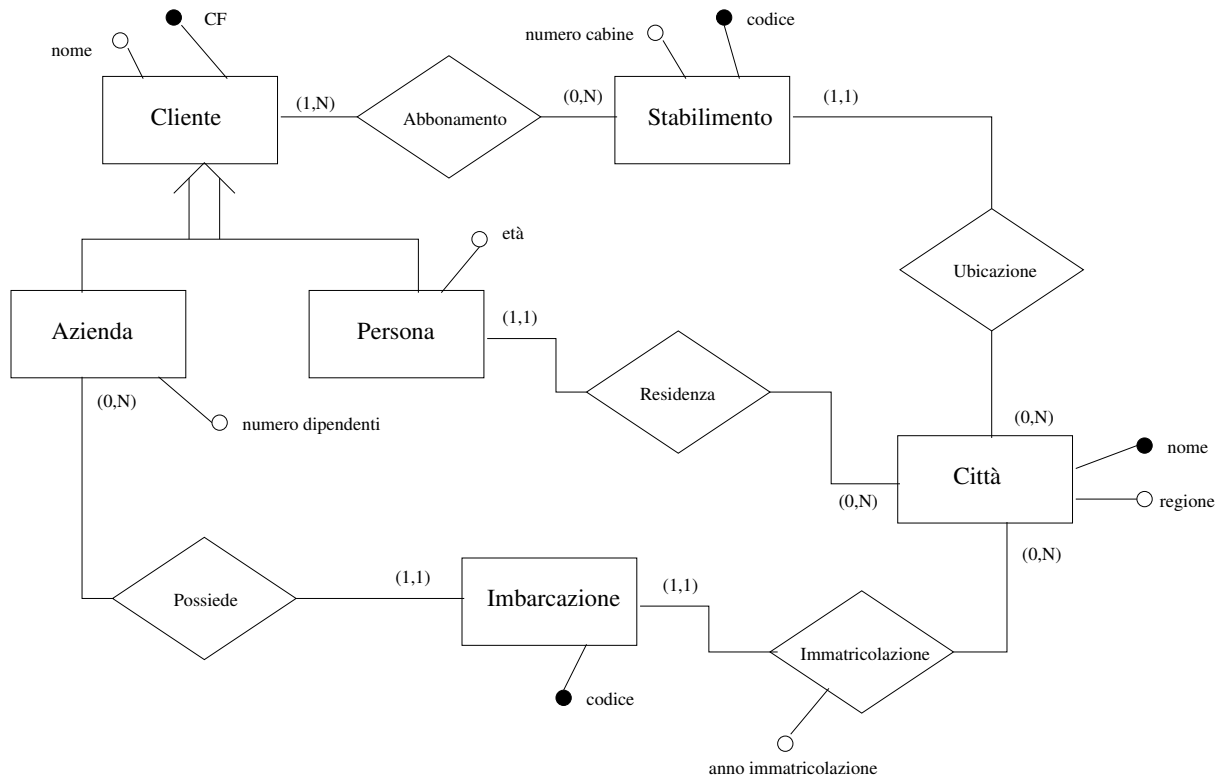 CF
codice
nome
numero cabine
Cliente
(1,N)
Abbonamento
(0,N)
Stabilimento
(1,1)
età
Ubicazione
Azienda
Persona
(1,1)
(0,N)
Residenza
numero dipendenti
(0,N)
nome
Città
(0,N)
regione
(0,N)
Possiede
(1,1)
Imbarcazione
(1,1)
Immatricolazione
codice
anno immatricolazione